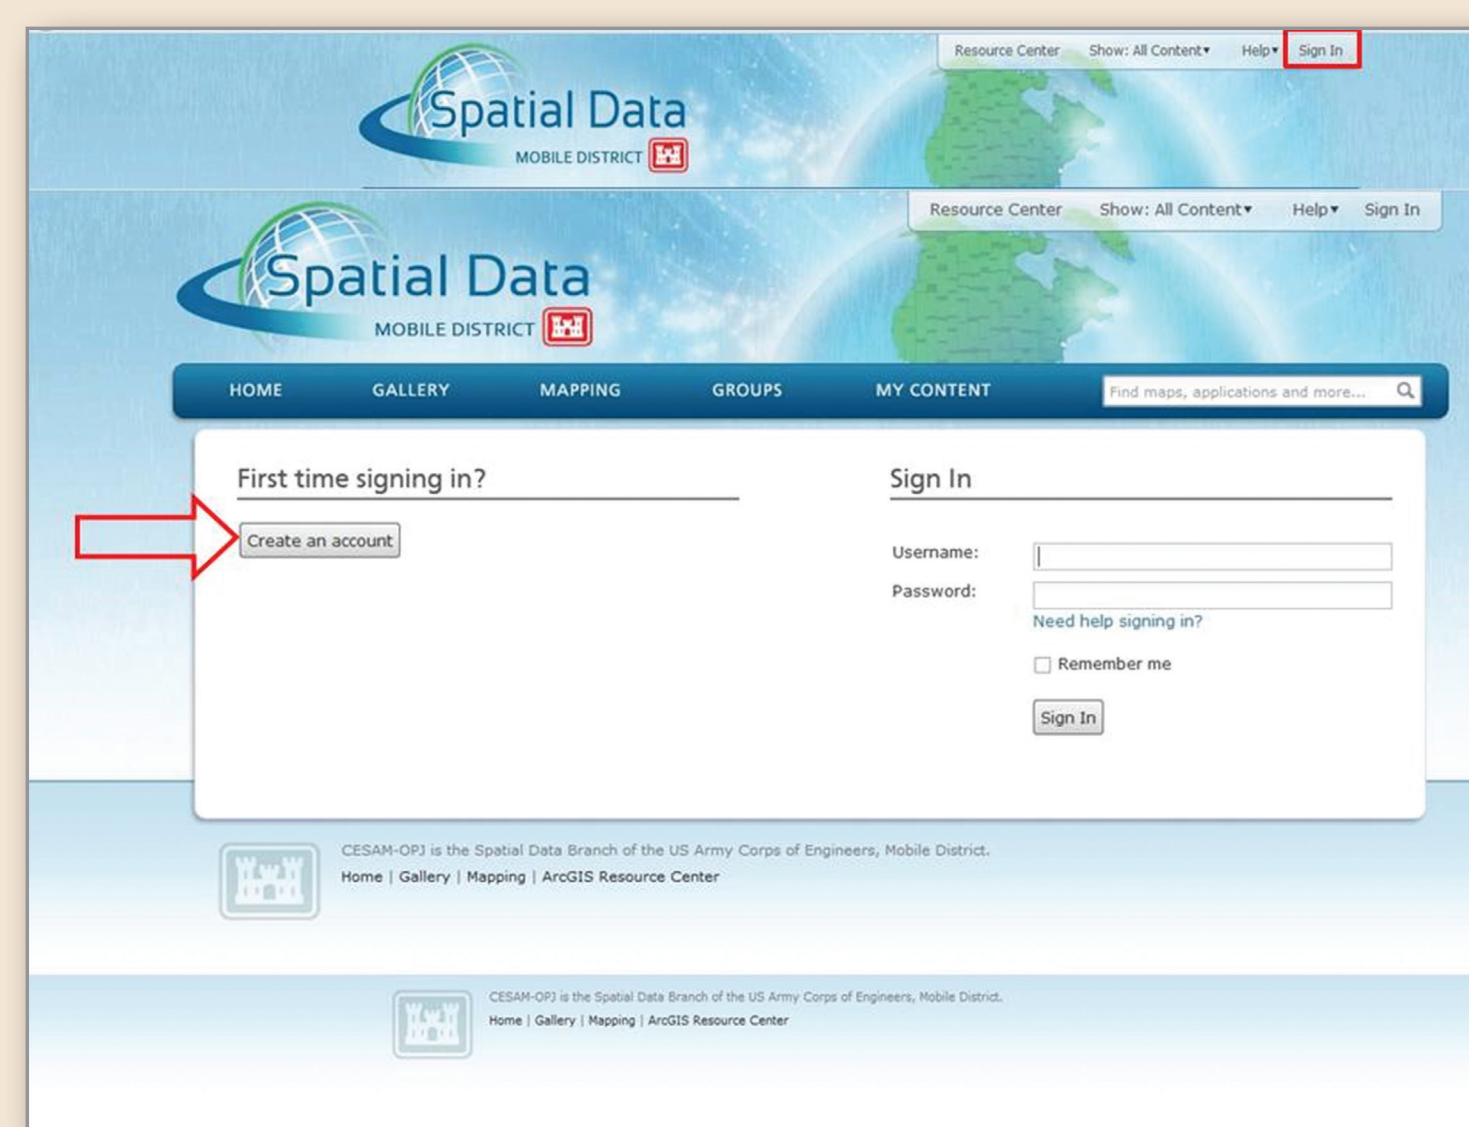 Resource Center Show: All Content▾ Help▾ Sign In
Spatial Data
MOBILE DISTRICT
Resource Center Show: All Content▾ Help▾ Sign In
Spatial Data
MOBILE DISTRICT
HOME GALLERY MAPPING GROUPS MY CONTENT Find maps, applications and more...
First time signing in? Sign In
Create an account
Username:
Password:
Need help signing in?
Remember me
Sign In
CESAM-OPJ is the Spatial Data Branch of the US Army Corps of Engineers, Mobile District.
Home | Gallery | Mapping | ArcGIS Resource Center
CESAM-OPJ is the Spatial Data Branch of the US Army Corps of Engineers, Mobile District.
Home | Gallery | Mapping | ArcGIS Resource Center